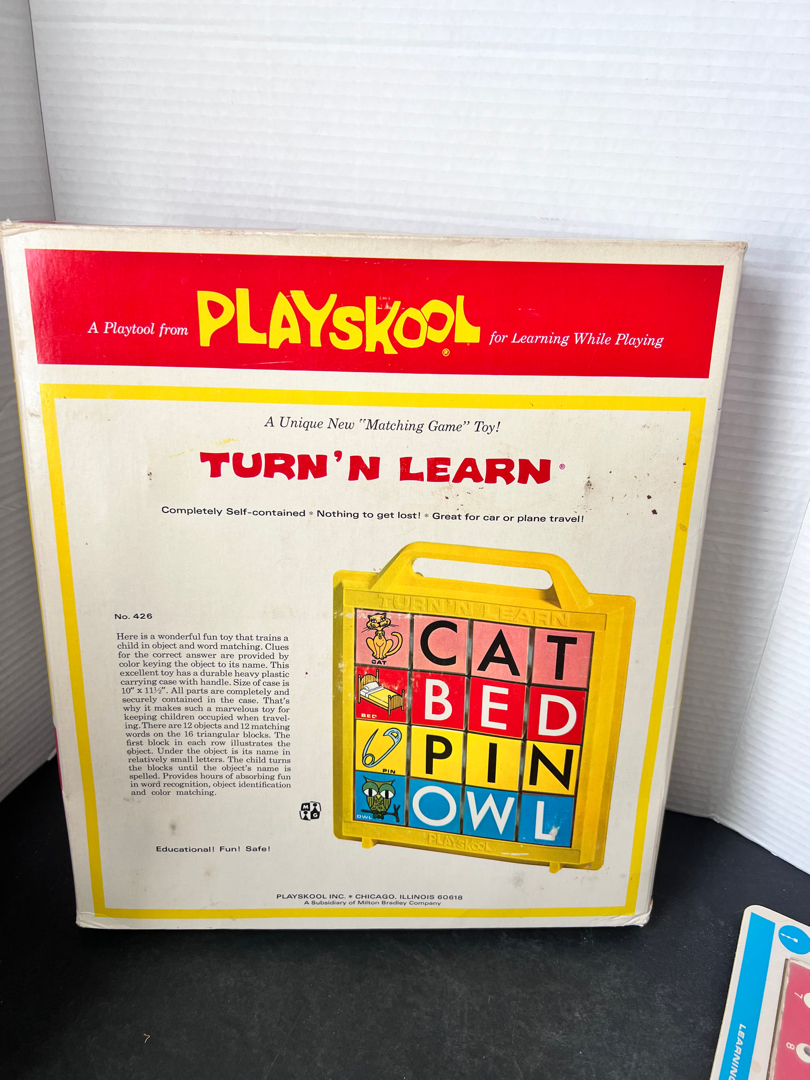 A Playtool from PLAYSKOOL® for Learning While Playing
A Unique New "Matching Game" Toy!
TURN'N LEARN®
Completely Self-contained • Nothing to get lost! • Great for car or plane travel!
No. 426
Here is a wonderful fun toy that trains a
child in object and word matching. Clues
for the correct answer are provided by
color keying the object to its name. This
excellent toy has a durable heavy plastic
carrying case with handle. Size of case is
10" x 11½". All parts are completely and
securely contained in the case. That's
why it makes such a marvelous toy for
keeping children occupied when travel-
ing. There are 12 objects and 12 matching
words on the 16 triangular blocks. The
first block in each row illustrates the
object. Under the object is its name in
relatively small letters. The child turns
the blocks until the object's name is
spelled. Provides hours of absorbing fun
in word recognition, object identification
and color matching.
Educational! Fun! Safe!
TURN'N LEARN
CAT
CAT
BED
BED
PIN
PIN
OWL
OWL
PLAYSKOOL
PLAYSKOOL INC. • CHICAGO, ILLINOIS 60618
A Subsidiary of Milton Bradley Company
7
8
LEARNING